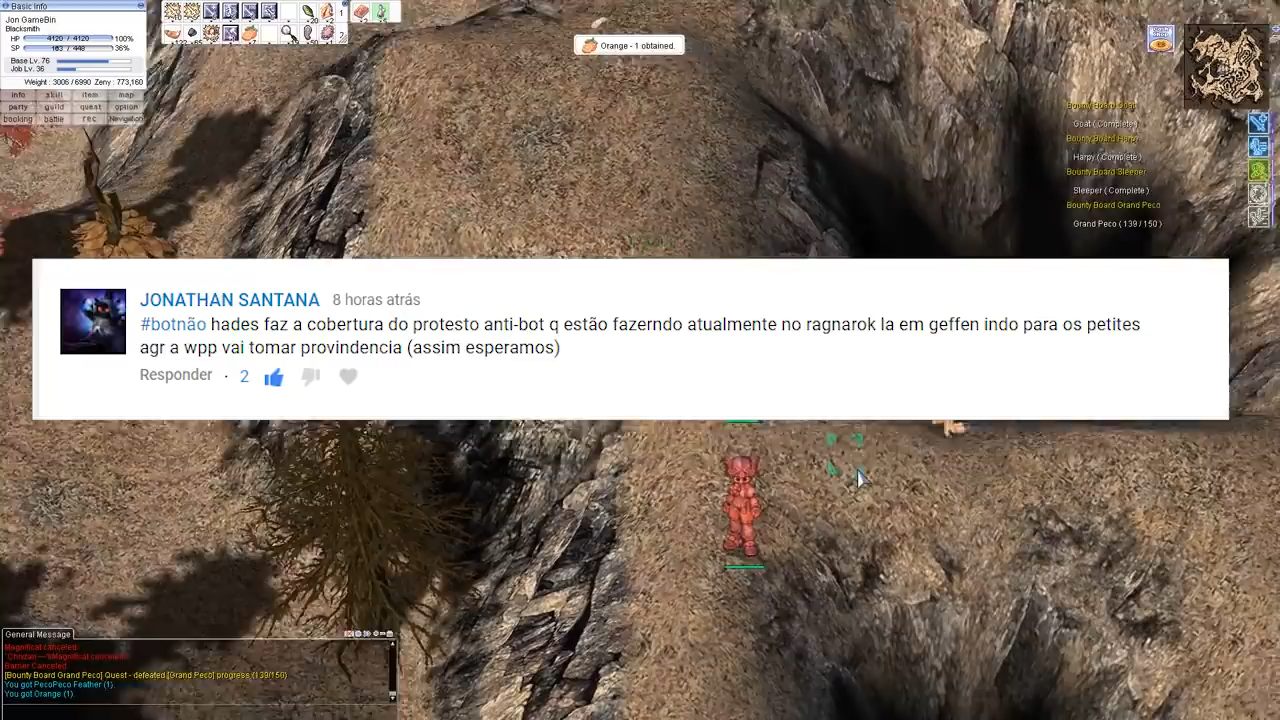 Basic Info
Jon GameBin
Blacksmith
HP 4120 / 4120 100%
SP 163 / 448 36%
Base Lv. 76
Job Lv. 36
Weight : 3006 / 6990 Zeny : 773,160
info skill item map
party guild quest option
booking battle rec Navigation
Orange - 1 obtained.
Bounty Board Goat
Goat ( Complete )
Bounty Board Harpy
Harpy ( Complete )
Bounty Board Sleeper
Sleeper ( Complete )
Bounty Board Grand Peco
Grand Peco ( 139 / 150 )
JONATHAN SANTANA 8 horas atrás
#botnão hades faz a cobertura do protesto anti-bot q estão fazerndo atualmente no ragnarok la em geffen indo para os petites
agr a wpp vai tomar provindencia (assim esperamos)
Responder · 2
General Message
Magnificat canceled.
Barrier Canceled.
[Bounty Board Grand Peco] Quest - defeated [Grand Peco] progress (139/150)
You got PecoPeco Feather (1).
You got Orange (1).